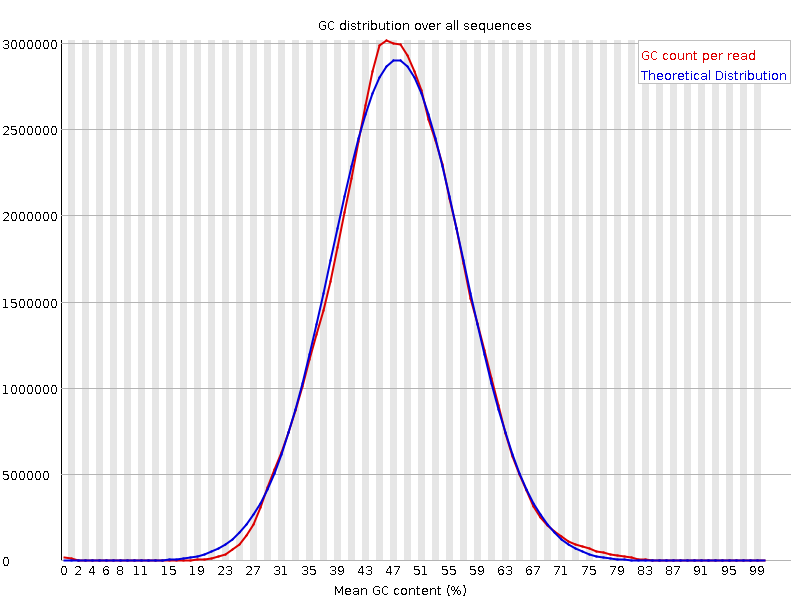 GC distribution over all sequences
GC count per read
Theoretical Distribution
3000000
2500000
2000000
1500000
1000000
500000
0
0 2 4 6 8 11 15 19 23 27 31 35 39 43 47 51 55 59 63 67 71 75 79 83 87 91 95 99
Mean GC content (%)